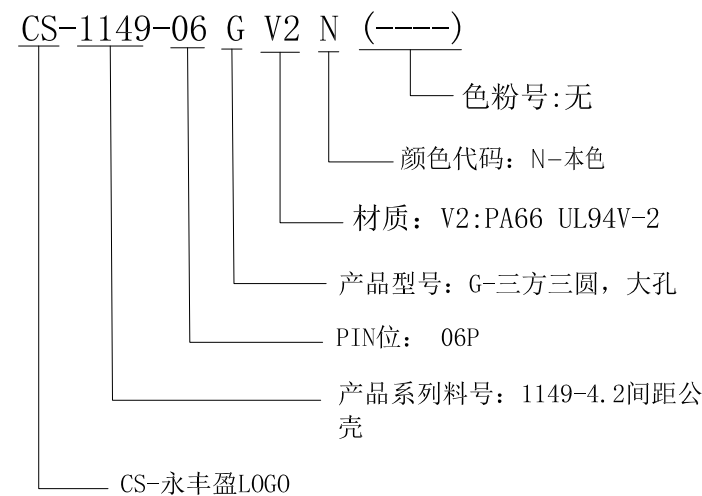 CS-1149-06 G V2 N (----)
色粉号:无
颜色代码：N-本色
材质：V2:PA66 UL94V-2
产品型号：G-三方三圆，大孔
PIN位： 06P
产品系列料号：1149-4.2间距公
壳
CS-永丰盈LOGO